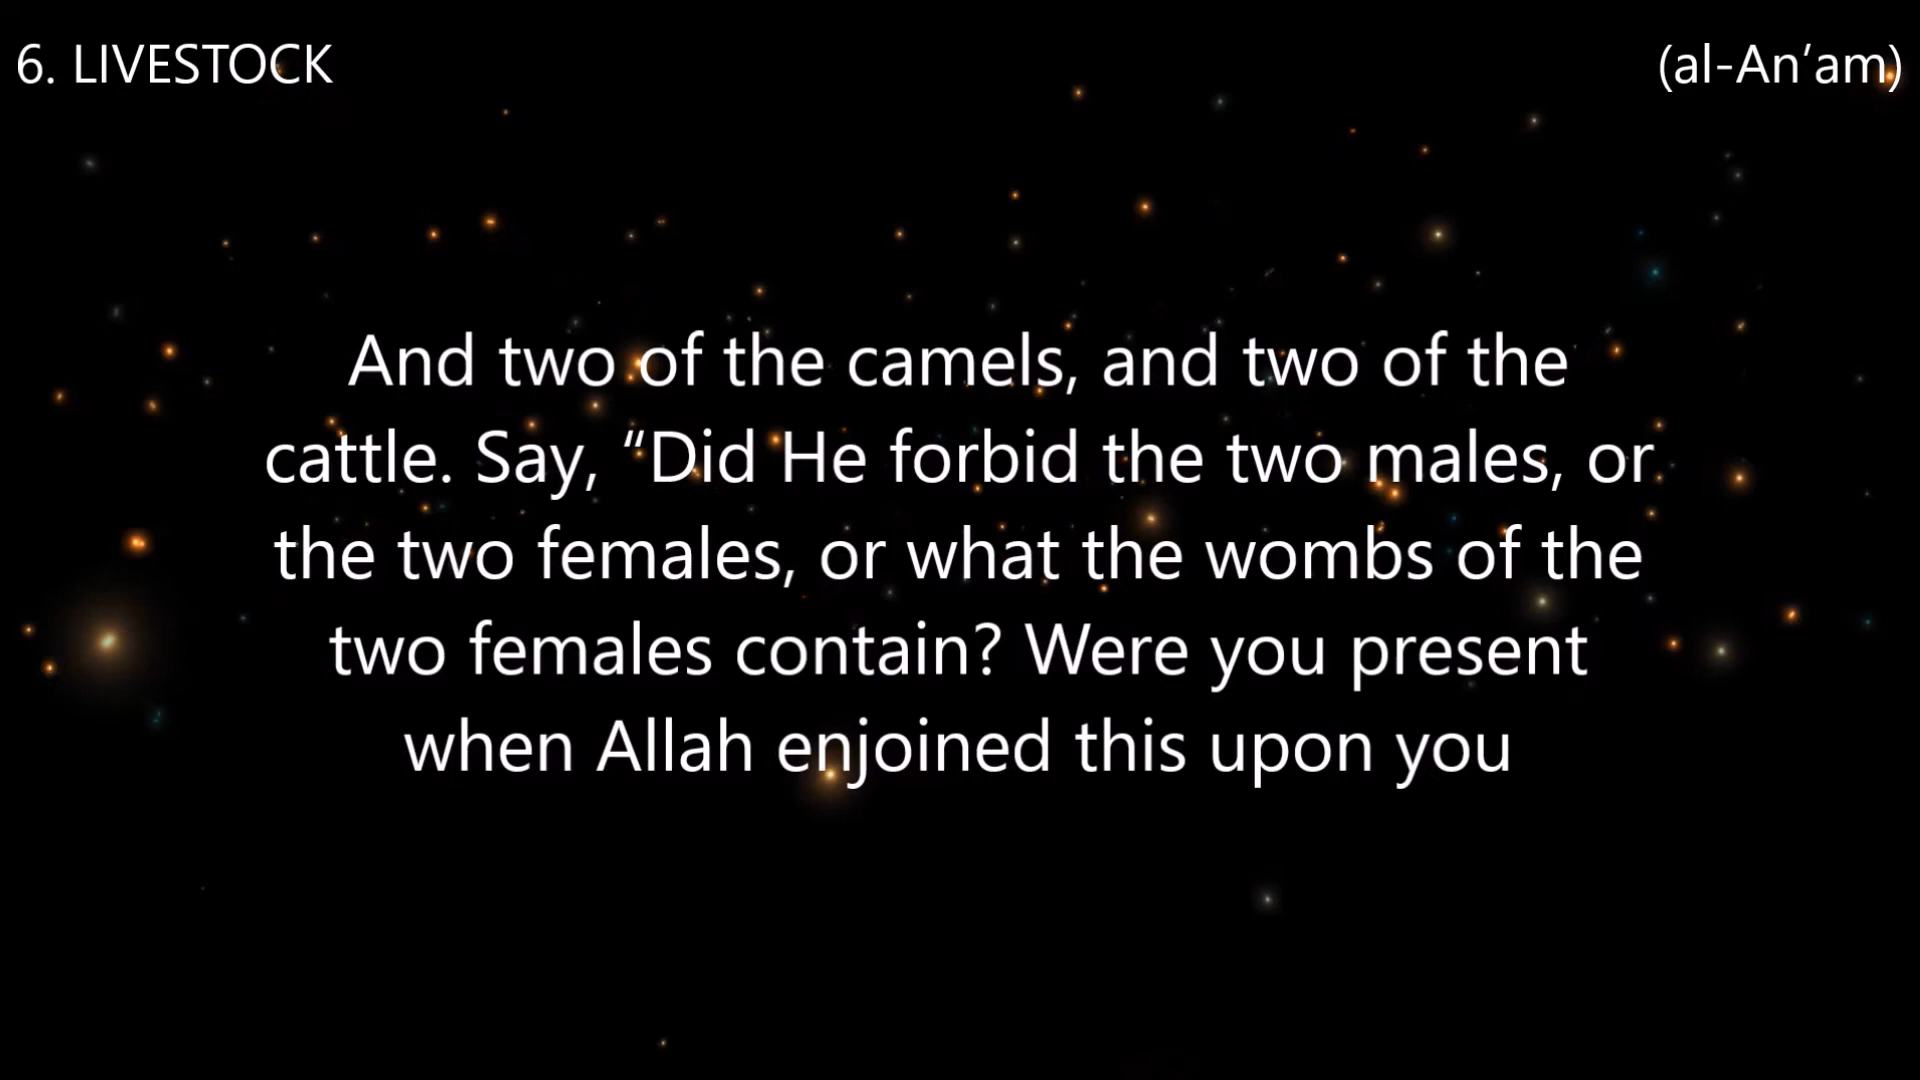 6. LIVESTOCK
(al-An’am)
And two of the camels, and two of the
cattle. Say, “Did He forbid the two males, or
the two females, or what the wombs of the
two females contain? Were you present
when Allah enjoined this upon you